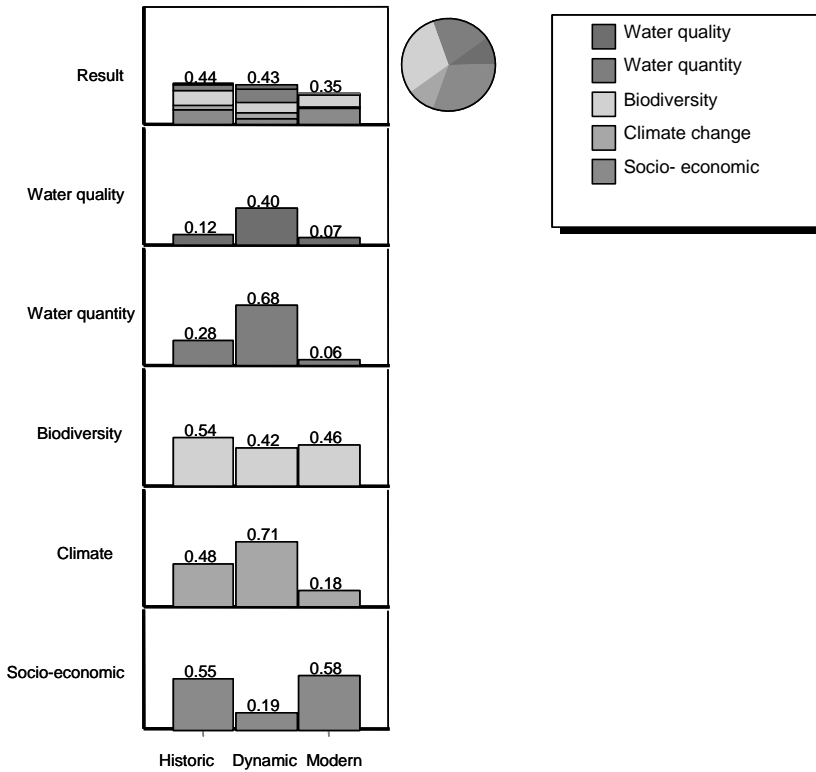 Result
0.44 0.43 0.35
Water quality
0.12 0.40 0.07
Water quantity
0.28 0.68 0.06
Biodiversity
0.54 0.42 0.46
Climate
0.48 0.71 0.18
Socio-economic
0.55 0.19 0.58
Historic Dynamic Modern
Water quality
Water quantity
Biodiversity
Climate change
Socio- economic